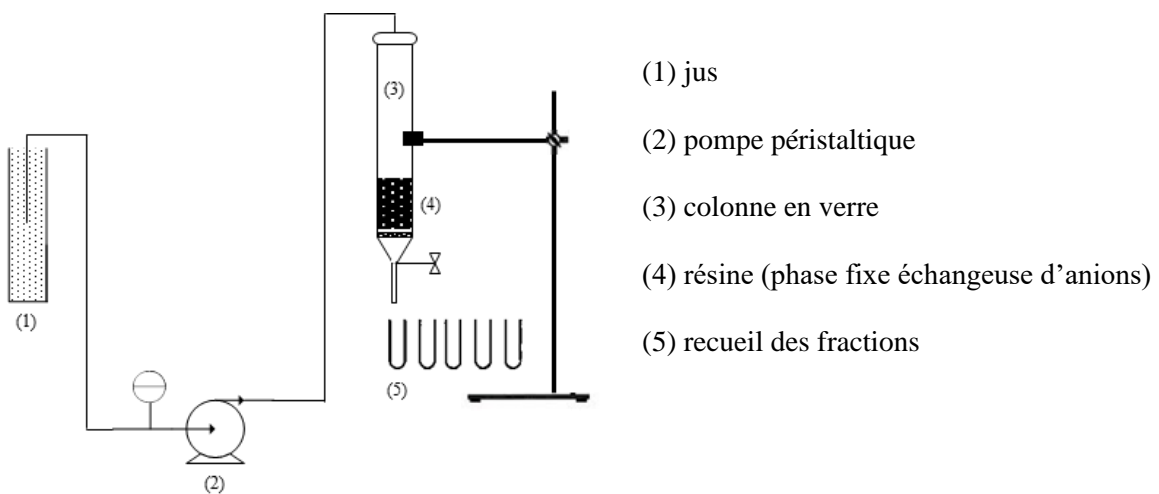 (3)
(4)
(1)
(5)
(2)
(1) jus
(2) pompe péristaltique
(3) colonne en verre
(4) résine (phase fixe échangeuse d’anions)
(5) recueil des fractions